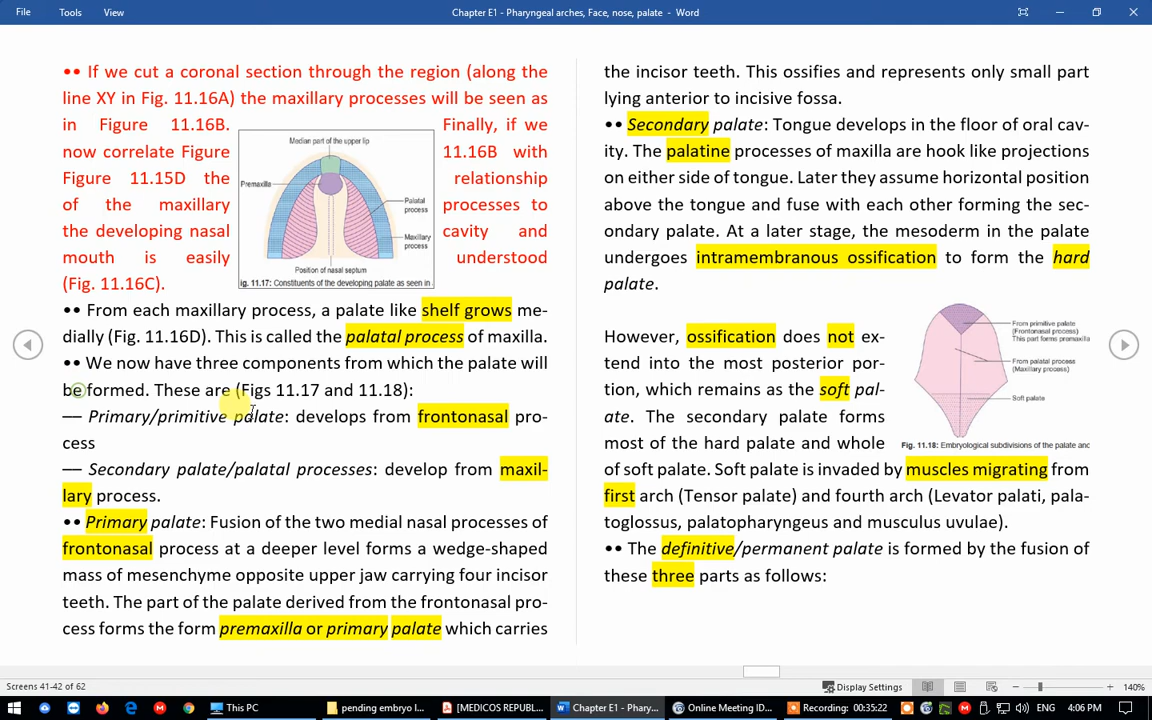 File Tools View Chapter E1 - Pharyngeal arches, Face, nose, palate - Word
•• If we cut a coronal section through the region (along the
line XY in Fig. 11.16A) the maxillary processes will be seen as
in Figure 11.16B. Finally, if we
now correlate Figure 11.16B with
Figure 11.15D the relationship
of the maxillary processes to
the developing nasal cavity and
mouth is easily understood
(Fig. 11.16C).
Median part of the upper lip
Premaxilla
Palatal
process
Maxillary
process
Position of nasal septum
ig. 11.17: Constituents of the developing palate as seen in
•• From each maxillary process, a palate like shelf grows me-
dially (Fig. 11.16D). This is called the palatal process of maxilla.
•• We now have three components from which the palate will
be formed. These are (Figs 11.17 and 11.18):
— Primary/primitive palate: develops from frontonasal pro-
cess
— Secondary palate/palatal processes: develop from maxil-
lary process.
•• Primary palate: Fusion of the two medial nasal processes of
frontonasal process at a deeper level forms a wedge-shaped
mass of mesenchyme opposite upper jaw carrying four incisor
teeth. The part of the palate derived from the frontonasal pro-
cess forms the form premaxilla or primary palate which carries
the incisor teeth. This ossifies and represents only small part
lying anterior to incisive fossa.
•• Secondary palate: Tongue develops in the floor of oral cav-
ity. The palatine processes of maxilla are hook like projections
on either side of tongue. Later they assume horizontal position
above the tongue and fuse with each other forming the sec-
ondary palate. At a later stage, the mesoderm in the palate
undergoes intramembranous ossification to form the hard
palate.
However, ossification does not ex-
tend into the most posterior por-
tion, which remains as the soft pal-
ate. The secondary palate forms
most of the hard palate and whole
of soft palate. Soft palate is invaded by muscles migrating from
first arch (Tensor palate) and fourth arch (Levator palati, pala-
toglossus, palatopharyngeus and musculus uvulae).
•• The definitive/permanent palate is formed by the fusion of
these three parts as follows:
From primitive palate
(Frontonasal process)
This part forms premaxilla
From palatal process
(Maxillary process)
Soft palate
Fig. 11.18: Embryological subdivisions of the palate and
Screens 41-42 of 62 Display Settings 140%
This PC pending embryo l [MEDICOS REPUBL... Chapter E1 - Phary... Online Meeting ID... Recording: 00:35:22 ENG 4:06 PM